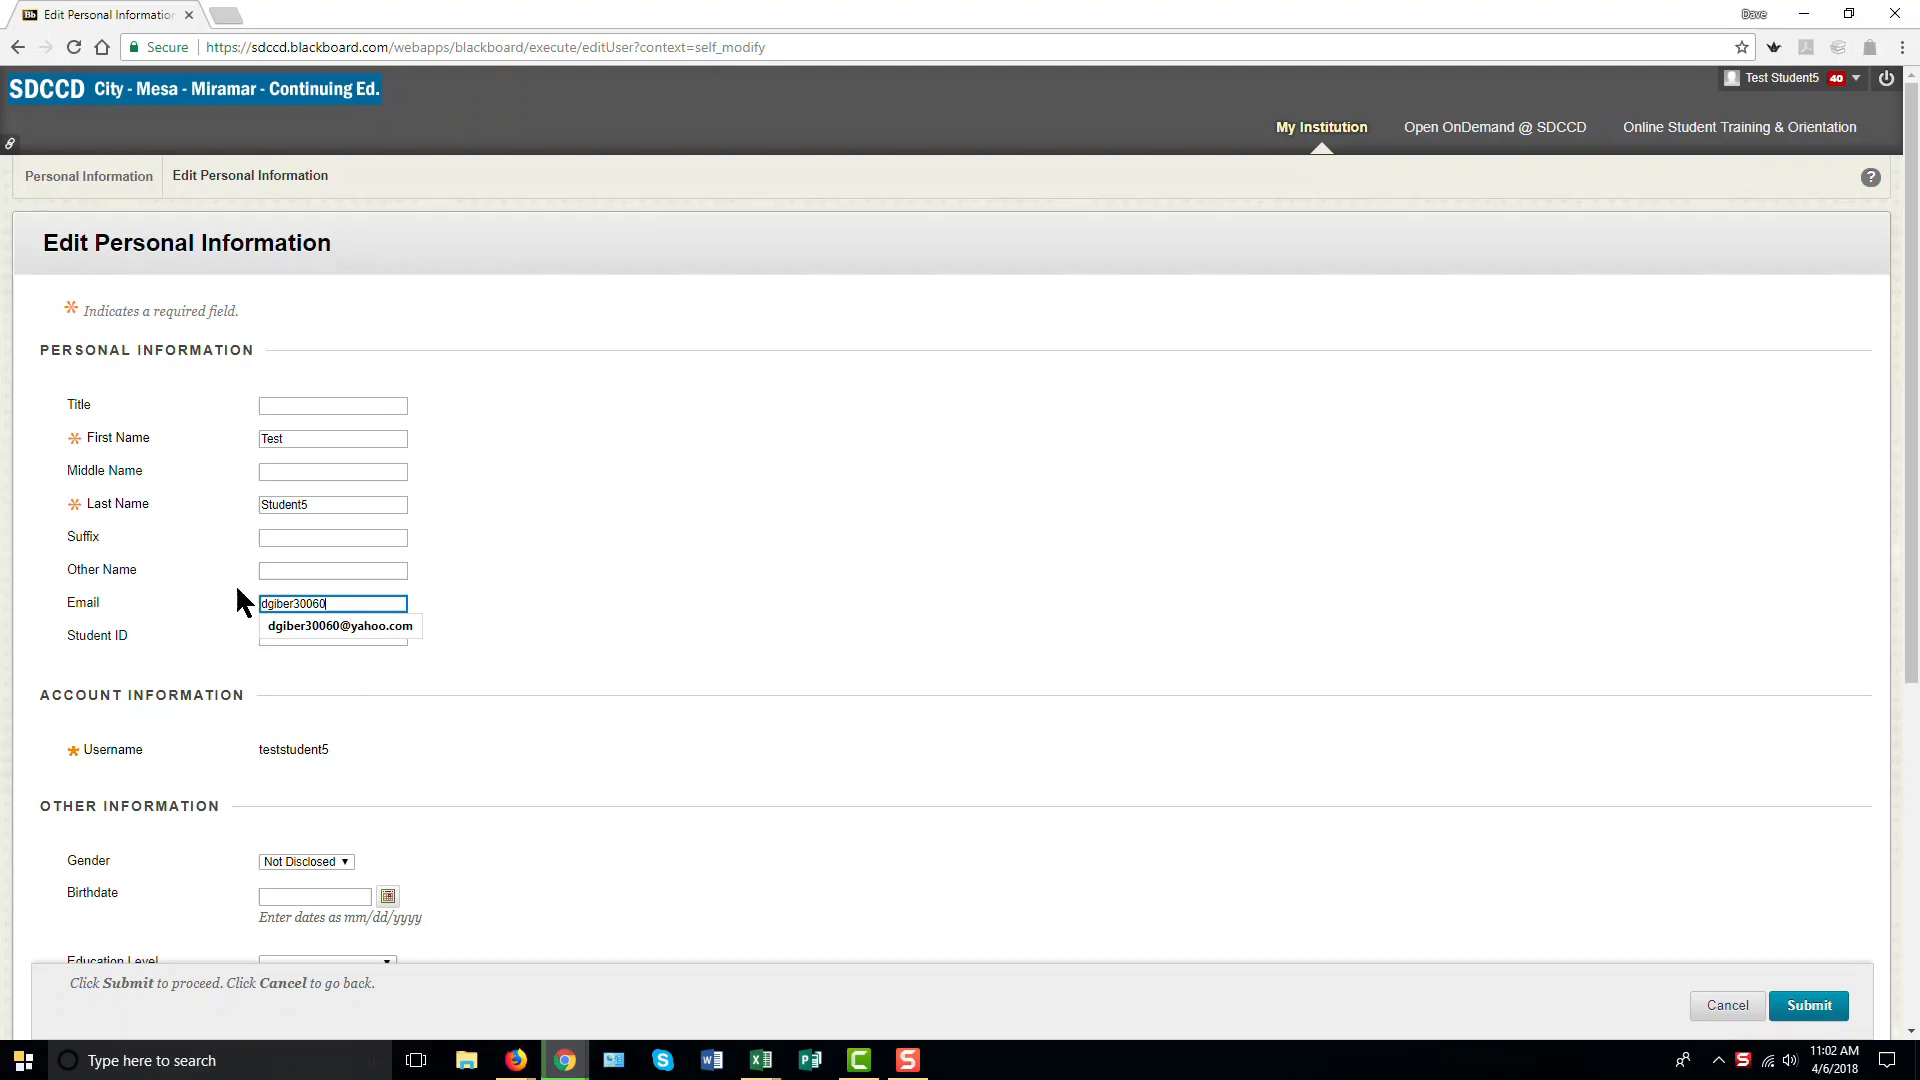 Bb Edit Personal Information
Dave
Secure https://sdccd.blackboard.com/webapps/blackboard/execute/editUser?context=self_modify
SDCCD City - Mesa - Miramar - Continuing Ed.
Test Student5 40
My Institution Open OnDemand @ SDCCD Online Student Training & Orientation
Personal Information Edit Personal Information
?
Edit Personal Information
Indicates a required field.
PERSONAL INFORMATION
Title
First Name Test
Middle Name
Last Name Student5
Suffix
Other Name
Email dgiber30060
dgiber30060@yahoo.com
Student ID
ACCOUNT INFORMATION
Username teststudent5
OTHER INFORMATION
Gender Not Disclosed
Birthdate
Enter dates as mm/dd/yyyy
Education Level
Click Submit to proceed. Click Cancel to go back.
Cancel Submit
Type here to search
11:02 AM
4/6/2018